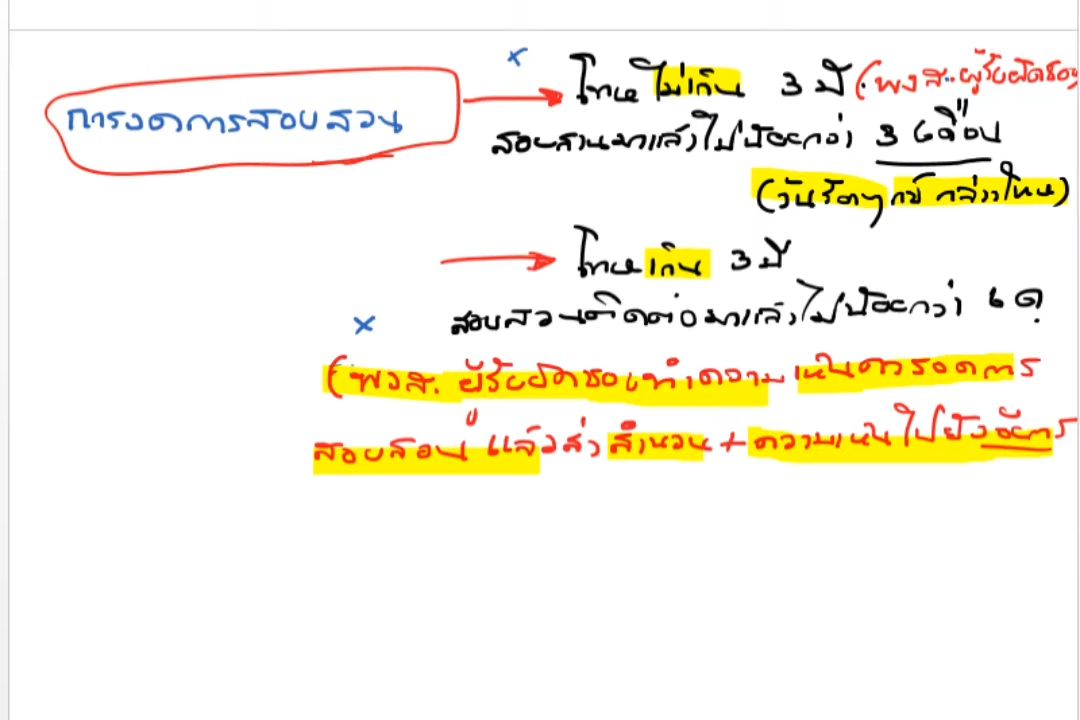 โทษไม่เกิน 3 ปี (พงส. ผู้รับผิดชอบ
การงดการสอบสวน
สอบสวนมาแล้วไม่น้อยกว่า 3 เดือน
(วันร้องทุกข์ กล่าวโทษ)
โทษเกิน 3 ปี
สอบสวนติดต่อมาแล้วไม่น้อยกว่า 6 ด.
(พงส. ผู้รับผิดชอบทำความเห็นควรงดการ
สอบสวน แล้วส่ง สำนวน + ความเห็นไปยังอัยการ